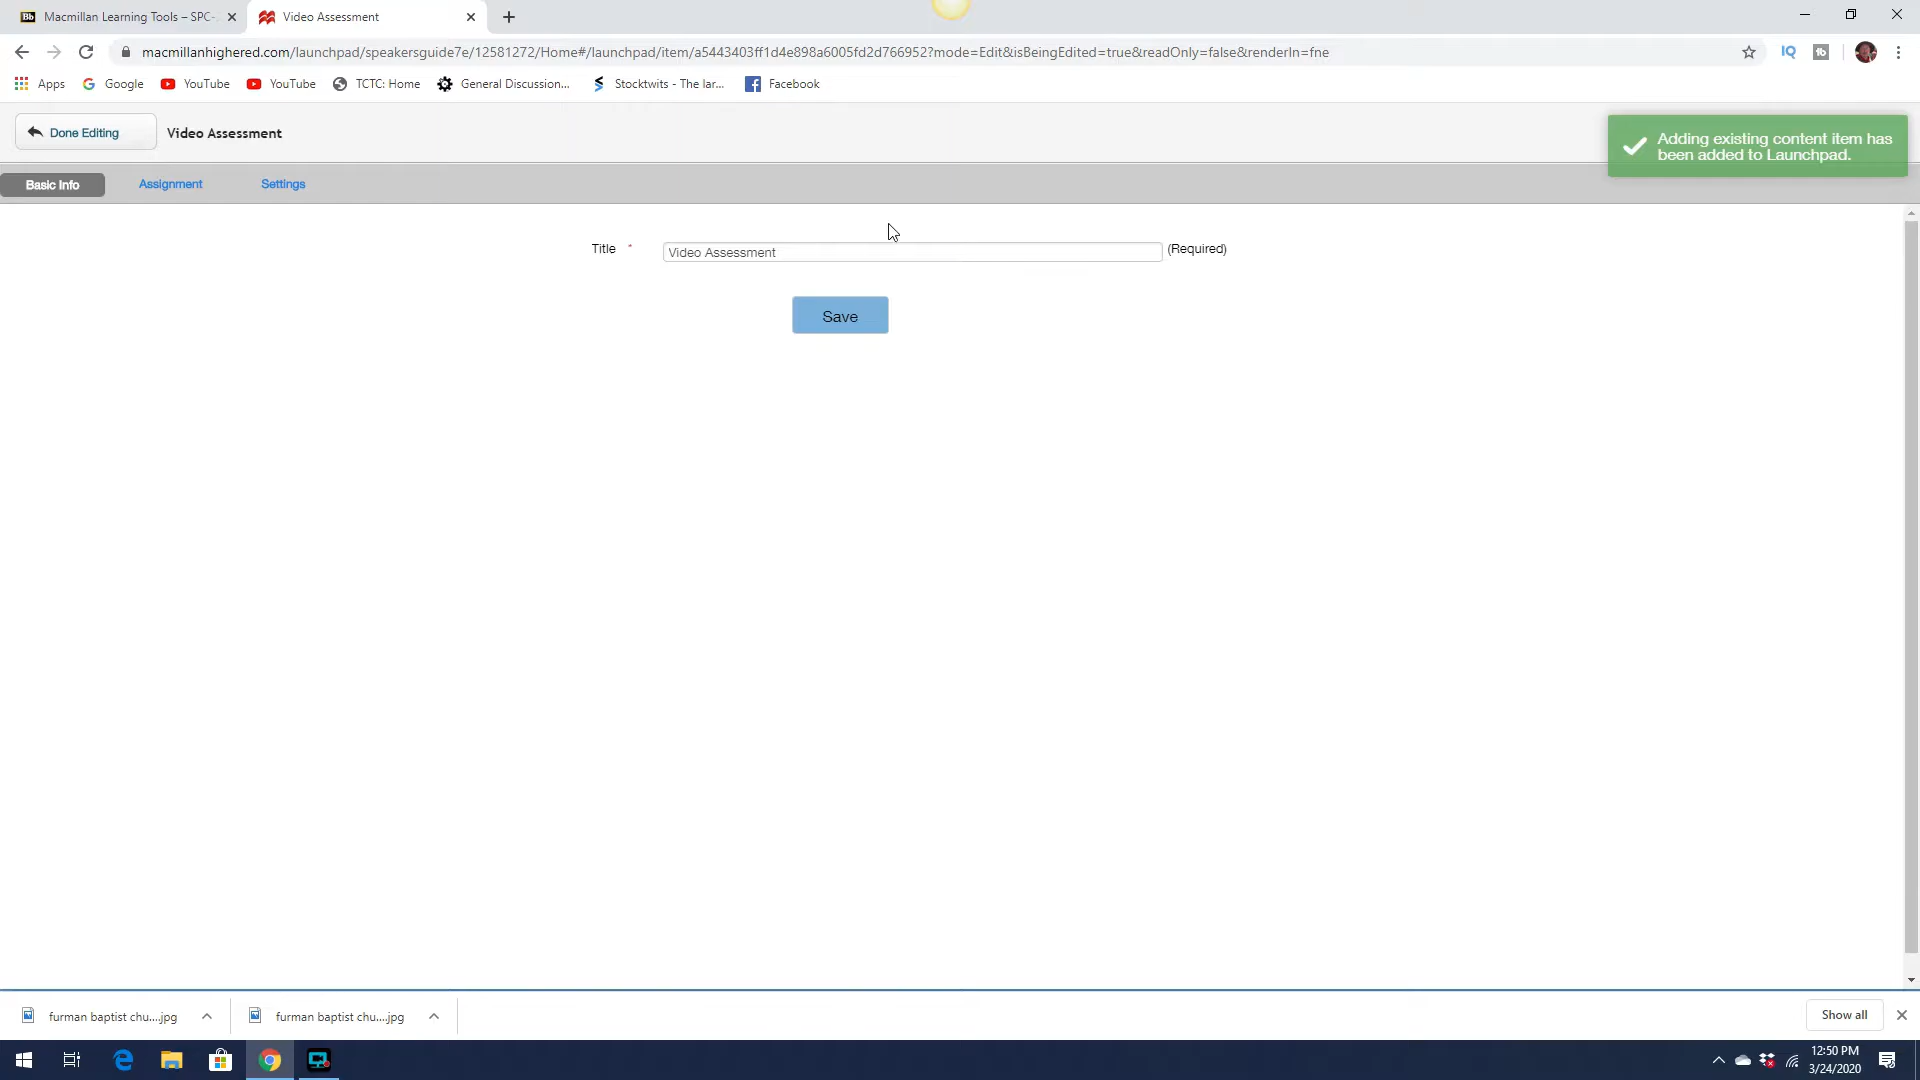 Bb Macmillan Learning Tools – SPC-
Video Assessment
macmillanhighered.com/launchpad/speakersguide7e/12581272/Home#/launchpad/item/a5443403ff1d4e898a6005fd2d766952?mode=Edit&isBeingEdited=true&readOnly=false&renderIn=fne
IQ
tb
Apps
Google
YouTube
YouTube
TCTC: Home
General Discussion...
Stocktwits - The lar...
Facebook
Done Editing
Video Assessment
Adding existing content item has
been added to Launchpad.
Basic Info
Assignment
Settings
Title *
Video Assessment
(Required)
Save
furman baptist chu....jpg
furman baptist chu....jpg
Show all
12:50 PM
3/24/2020